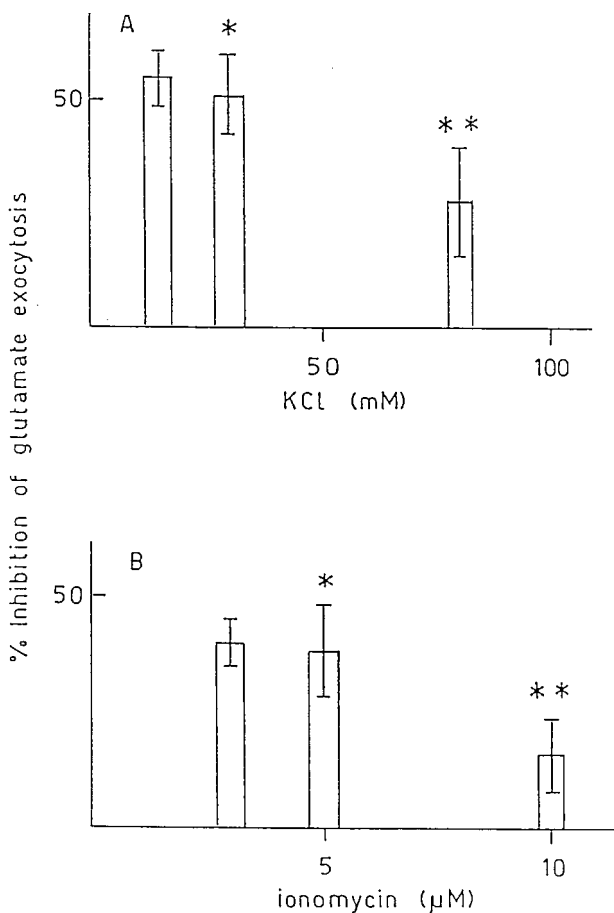 % Inhibition of glutamate exocytosis
A
*
50
* *
50
100
KCl (mM)
B
50
*
* *
5
10
ionomycin (µM)